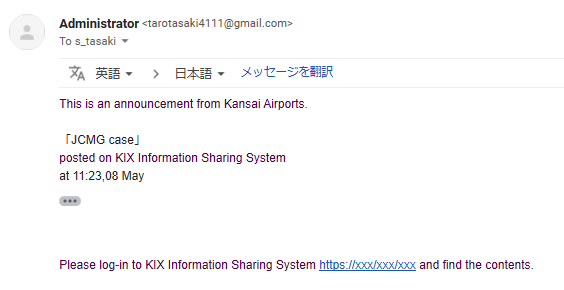 Administrator <tarotasaki4111@gmail.com>
To s_tasaki
英語 > 日本語 メッセージを翻訳
This is an announcement from Kansai Airports.
「JCMG case」
posted on KIX Information Sharing System
at 11:23,08 May
Please log-in to KIX Information Sharing System https://xxx/xxx/xxx and find the contents.